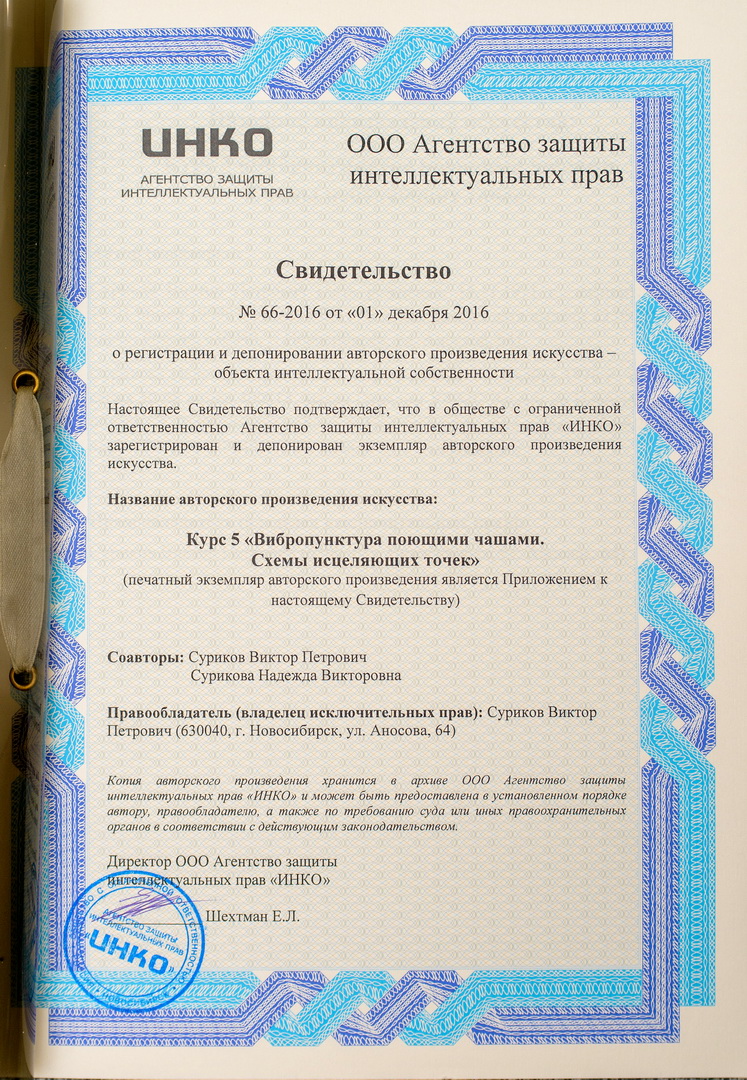 ИНКО
АГЕНТСТВО ЗАЩИТЫ
ИНТЕЛЛЕКТУАЛЬНЫХ ПРАВ
ООО Агентство защиты
интеллектуальных прав
Свидетельство
№ 66-2016 от «01» декабря 2016
о регистрации и депонировании авторского произведения искусства –
объекта интеллектуальной собственности
Настоящее Свидетельство подтверждает, что в обществе с ограниченной
ответственностью Агентство защиты интеллектуальных прав «ИНКО»
зарегистрирован и депонирован экземпляр авторского произведения
искусства.
Название авторского произведения искусства:
Курс 5 «Вибропунктура поющими чашами.
Схемы исцеляющих точек»
(печатный экземпляр авторского произведения является Приложением к
настоящему Свидетельству)
Соавторы: Суриков Виктор Петрович
Сурикова Надежда Викторовна
Правообладатель (владелец исключительных прав): Суриков Виктор
Петрович (630040, г. Новосибирск, ул. Аносова, 64)
Копия авторского произведения хранится в архиве ООО Агентство защиты
интеллектуальных прав «ИНКО» и может быть предоставлена в установленном порядке
автору, правообладателю, а также по требованию суда или иных правоохранительных
органов в соответствии с действующим законодательством.
Директор ООО Агентство защиты
интеллектуальных прав «ИНКО»
Шехтман Е.Л.
АГЕНТСТВО ЗАЩИТЫ
ИНТЕЛЛЕКТУАЛЬНЫХ ПРАВ
«ИНКО»
ОТВЕТСТВЕННОСТЬЮ